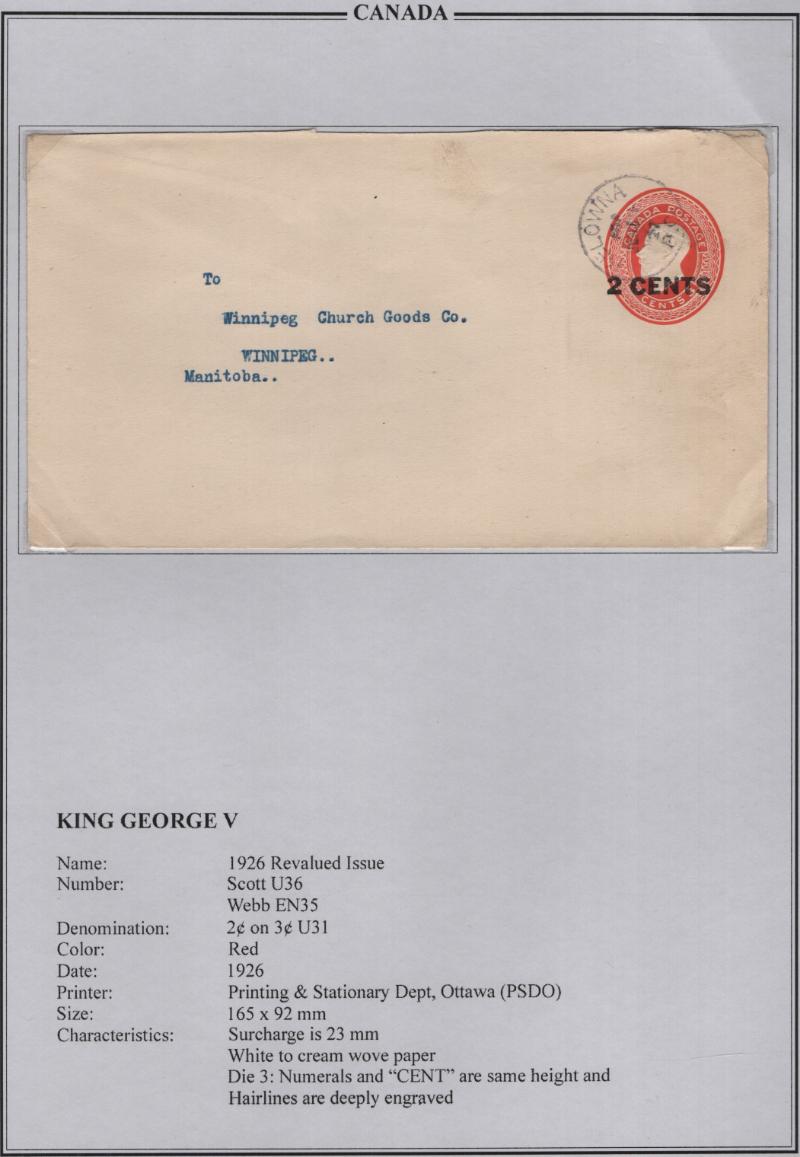 CANADA
ELOWNA
CANADA POSTAGE
2 CENTS
CENTS
To
Winnipeg Church Goods Co.
WINNIPEG..
Manitoba..
KING GEORGE V
Name: 1926 Revalued Issue
Number: Scott U36
Webb EN35
Denomination: 2¢ on 3¢ U31
Color: Red
Date: 1926
Printer: Printing & Stationary Dept, Ottawa (PSDO)
Size: 165 x 92 mm
Characteristics: Surcharge is 23 mm
White to cream wove paper
Die 3: Numerals and “CENT” are same height and
Hairlines are deeply engraved